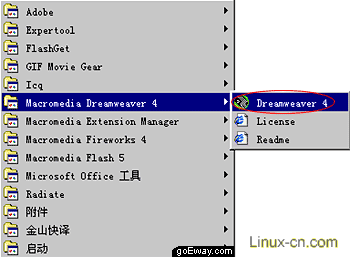 Adobe
Expertool
FlashGet
GIF Movie Gear
Icq
Macromedia Dreamweaver 4
Dreamweaver 4
Macromedia Extension Manager
License
Macromedia Fireworks 4
Readme
Macromedia Flash 5
Microsoft Office 工具
Radiate
附件
金山快译
启动
goEway.com
Linux-cn.com